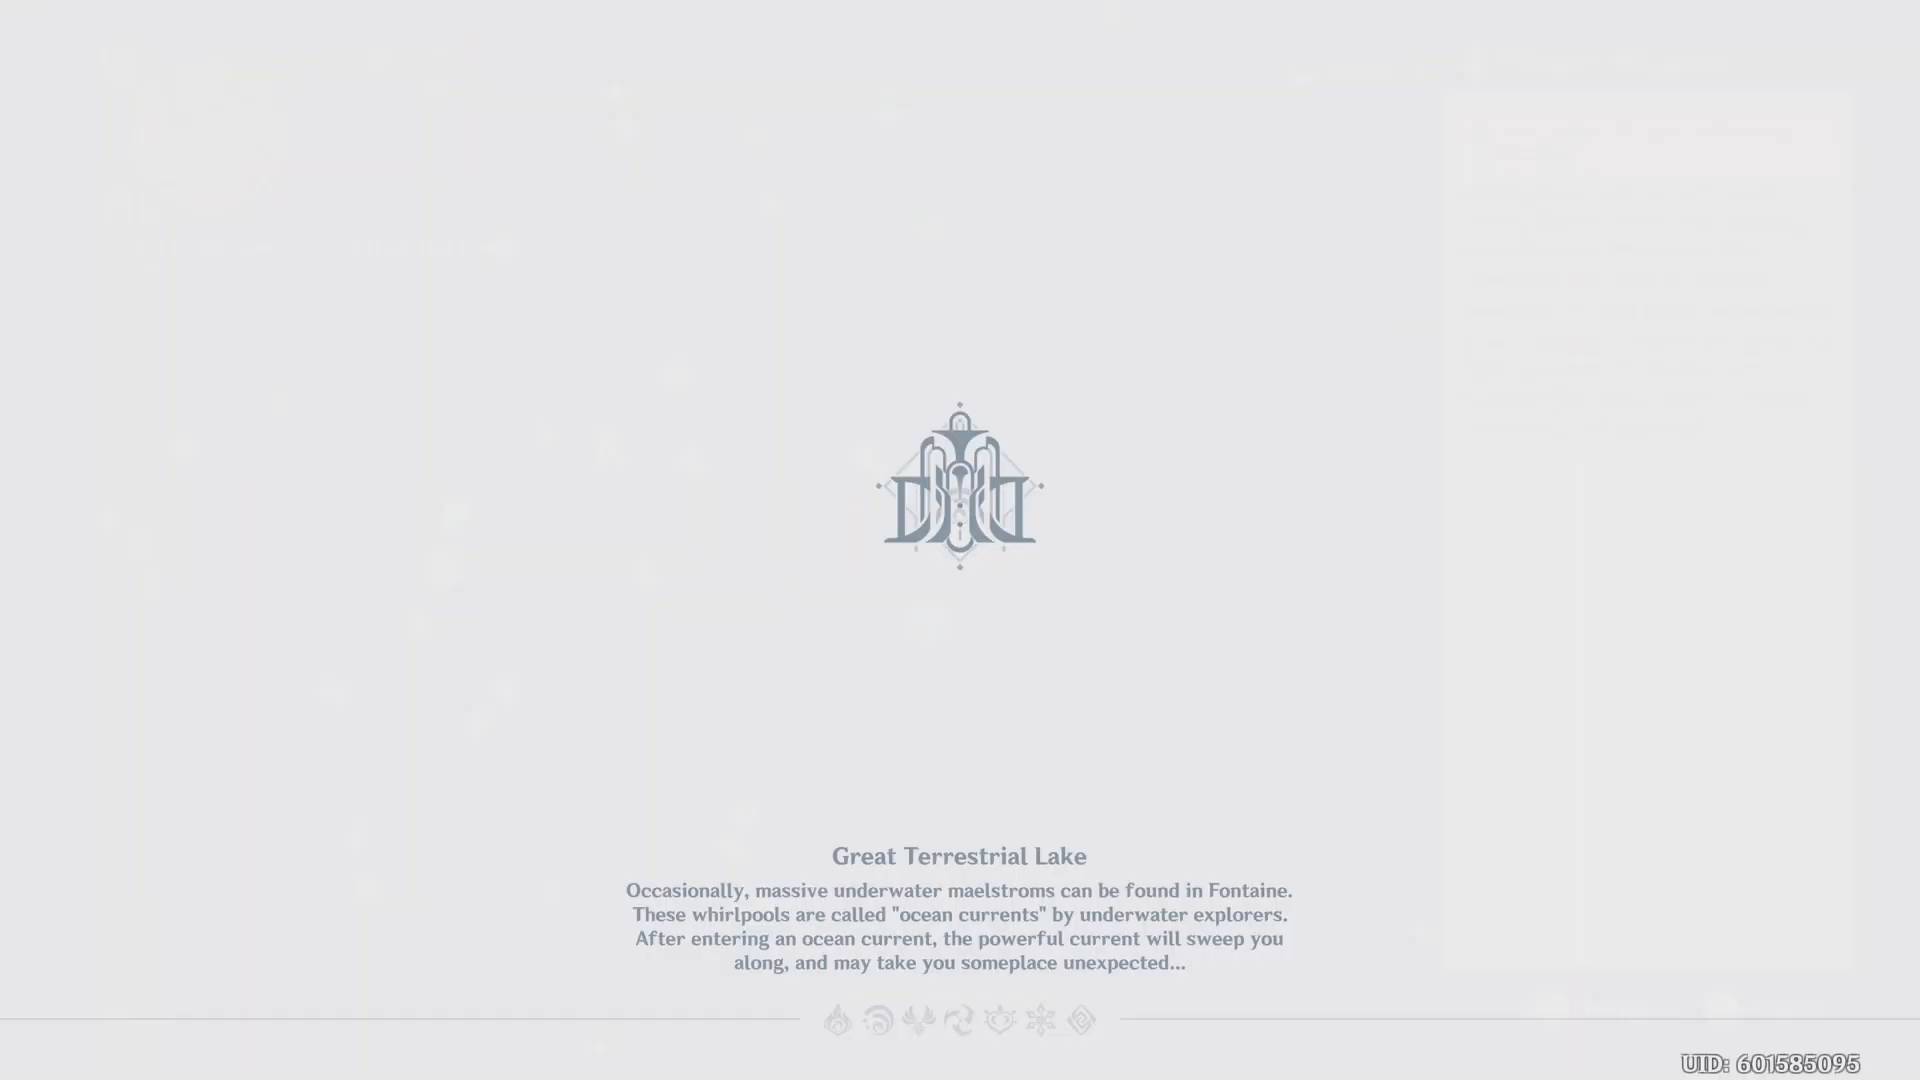 Great Terrestrial Lake
Occasionally, massive underwater maelstroms can be found in Fontaine.
These whirlpools are called "ocean currents" by underwater explorers.
After entering an ocean current, the powerful current will sweep you
along, and may take you someplace unexpected...
UID: 601585095